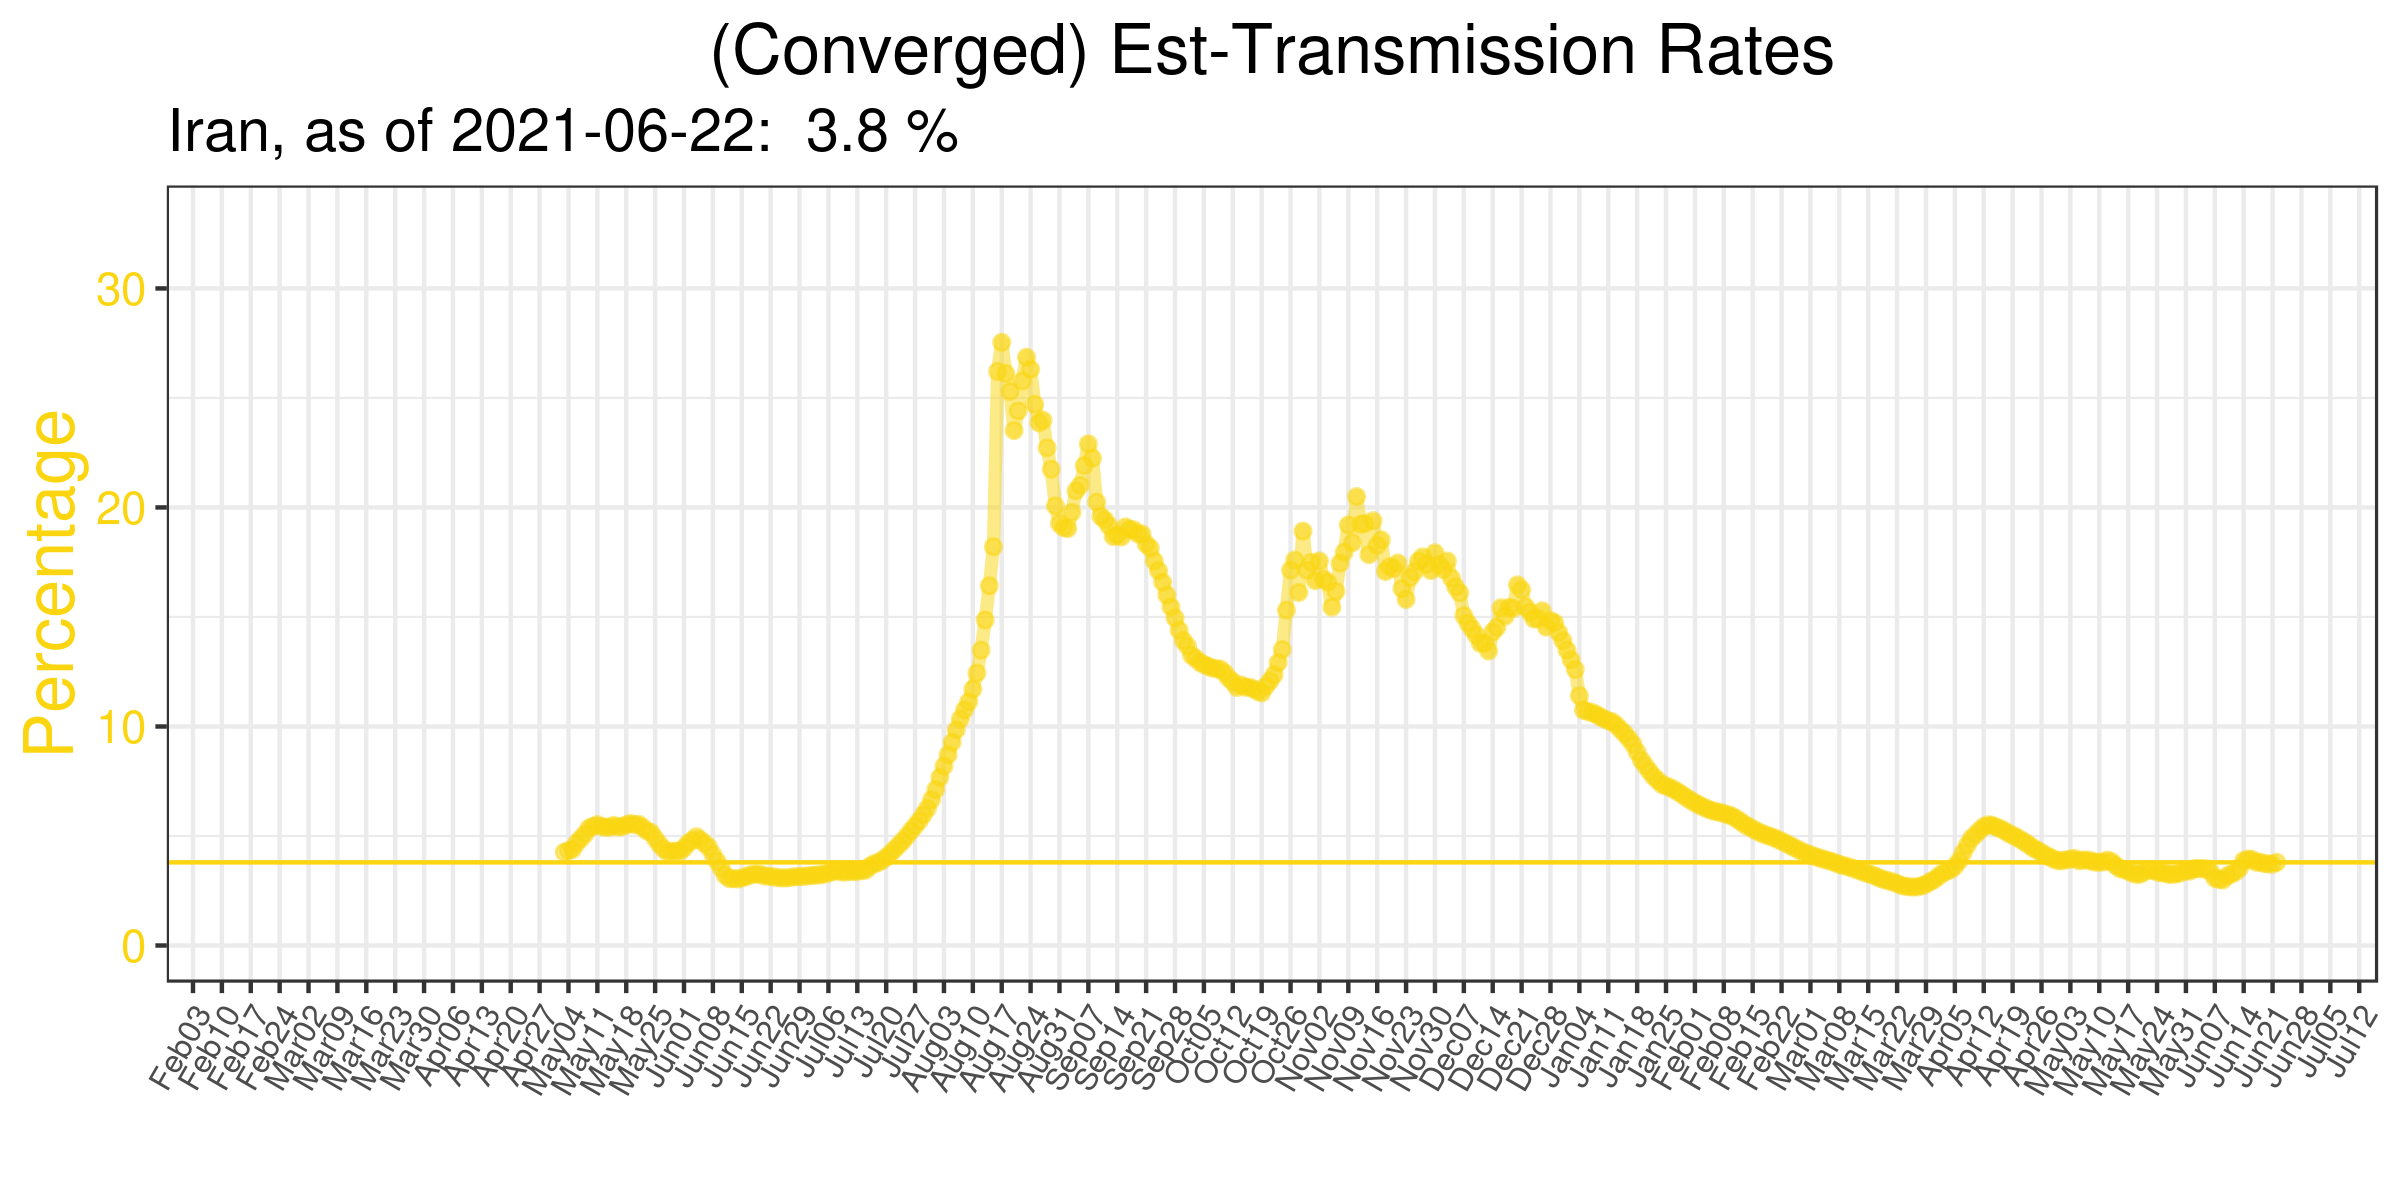 (Converged) Est-Transmission Rates
Iran, as of 2021-06-22: 3.8 %
Percentage
30
20
10
0
Feb03
Feb10
Feb17
Feb24
Mar02
Mar09
Mar16
Mar23
Mar30
Apr06
Apr13
Apr20
Apr27
May04
May11
May18
May25
Jun01
Jun08
Jun15
Jun22
Jun29
Jul06
Jul13
Jul20
Jul27
Aug03
Aug10
Aug17
Aug24
Aug31
Sep07
Sep14
Sep21
Sep28
Oct05
Oct12
Oct19
Oct26
Nov02
Nov09
Nov16
Nov23
Nov30
Dec07
Dec14
Dec21
Dec28
Jan04
Jan11
Jan18
Jan25
Feb01
Feb08
Feb15
Feb22
Mar01
Mar08
Mar15
Mar22
Mar29
Apr05
Apr12
Apr19
Apr26
May03
May10
May17
May24
May31
Jun07
Jun14
Jun21
Jun28
Jul05
Jul12